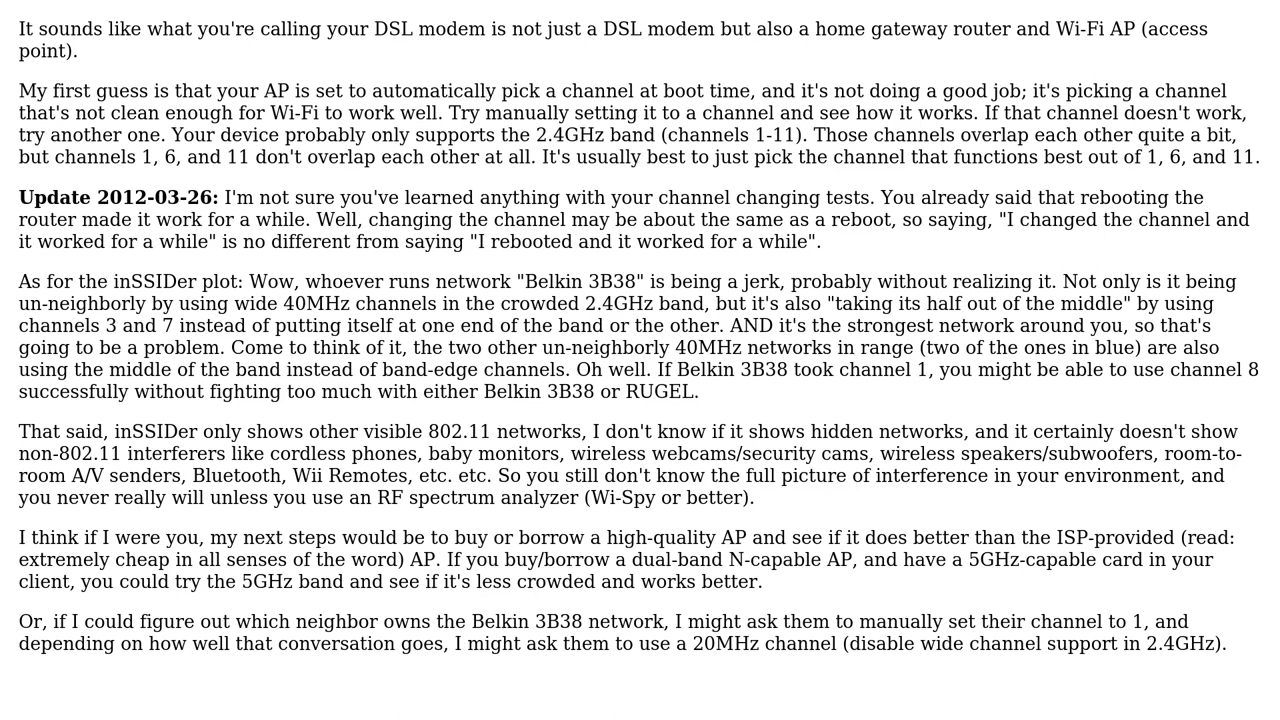 It sounds like what you're calling your DSL modem is not just a DSL modem but also a home gateway router and Wi-Fi AP (access
point).
My first guess is that your AP is set to automatically pick a channel at boot time, and it's not doing a good job; it's picking a channel
that's not clean enough for Wi-Fi to work well. Try manually setting it to a channel and see how it works. If that channel doesn't work,
try another one. Your device probably only supports the 2.4GHz band (channels 1-11). Those channels overlap each other quite a bit,
but channels 1, 6, and 11 don't overlap each other at all. It's usually best to just pick the channel that functions best out of 1, 6, and 11.
Update 2012-03-26: I'm not sure you've learned anything with your channel changing tests. You already said that rebooting the
router made it work for a while. Well, changing the channel may be about the same as a reboot, so saying, "I changed the channel and
it worked for a while" is no different from saying "I rebooted and it worked for a while".
As for the inSSIDer plot: Wow, whoever runs network "Belkin 3B38" is being a jerk, probably without realizing it. Not only is it being
un-neighborly by using wide 40MHz channels in the crowded 2.4GHz band, but it's also "taking its half out of the middle" by using
channels 3 and 7 instead of putting itself at one end of the band or the other. AND it's the strongest network around you, so that's
going to be a problem. Come to think of it, the two other un-neighborly 40MHz networks in range (two of the ones in blue) are also
using the middle of the band instead of band-edge channels. Oh well. If Belkin 3B38 took channel 1, you might be able to use channel 8
successfully without fighting too much with either Belkin 3B38 or RUGEL.
That said, inSSIDer only shows other visible 802.11 networks, I don't know if it shows hidden networks, and it certainly doesn't show
non-802.11 interferers like cordless phones, baby monitors, wireless webcams/security cams, wireless speakers/subwoofers, room-to-
room A/V senders, Bluetooth, Wii Remotes, etc. etc. So you still don't know the full picture of interference in your environment, and
you never really will unless you use an RF spectrum analyzer (Wi-Spy or better).
I think if I were you, my next steps would be to buy or borrow a high-quality AP and see if it does better than the ISP-provided (read:
extremely cheap in all senses of the word) AP. If you buy/borrow a dual-band N-capable AP, and have a 5GHz-capable card in your
client, you could try the 5GHz band and see if it's less crowded and works better.
Or, if I could figure out which neighbor owns the Belkin 3B38 network, I might ask them to manually set their channel to 1, and
depending on how well that conversation goes, I might ask them to use a 20MHz channel (disable wide channel support in 2.4GHz).